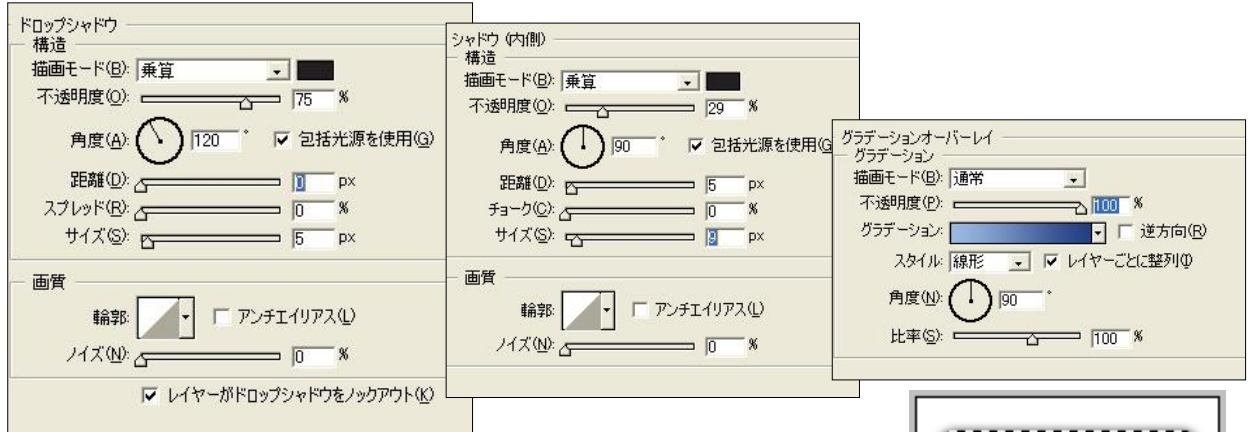 ドロップシャドウ
構造
描画モード(B): 乗算
不透明度(O): 75 %
角度(A): 120 ° 包括光源を使用(G)
距離(D): 0 px
スプレッド(R): 0 %
サイズ(S): 5 px
画質
輪郭: アンチエイリアス(L)
ノイズ(N): 0 %
レイヤーがドロップシャドウをノックアウト(K)
シャドウ (内側)
構造
描画モード(B): 乗算
不透明度(O): 29 %
角度(A): 90 ° 包括光源を使用(G
距離(D): 5 px
チョーク(C): 0 %
サイズ(S): 9 px
画質
輪郭: アンチエイリアス(L)
ノイズ(N): 0 %
グラデーションオーバーレイ
グラデーション
描画モード(B): 通常
不透明度(P): 100 %
グラデーション: 逆方向(R)
スタイル: 線形 レイヤーごとに整列(I)
角度(N): 90 °
比率(S): 100 %